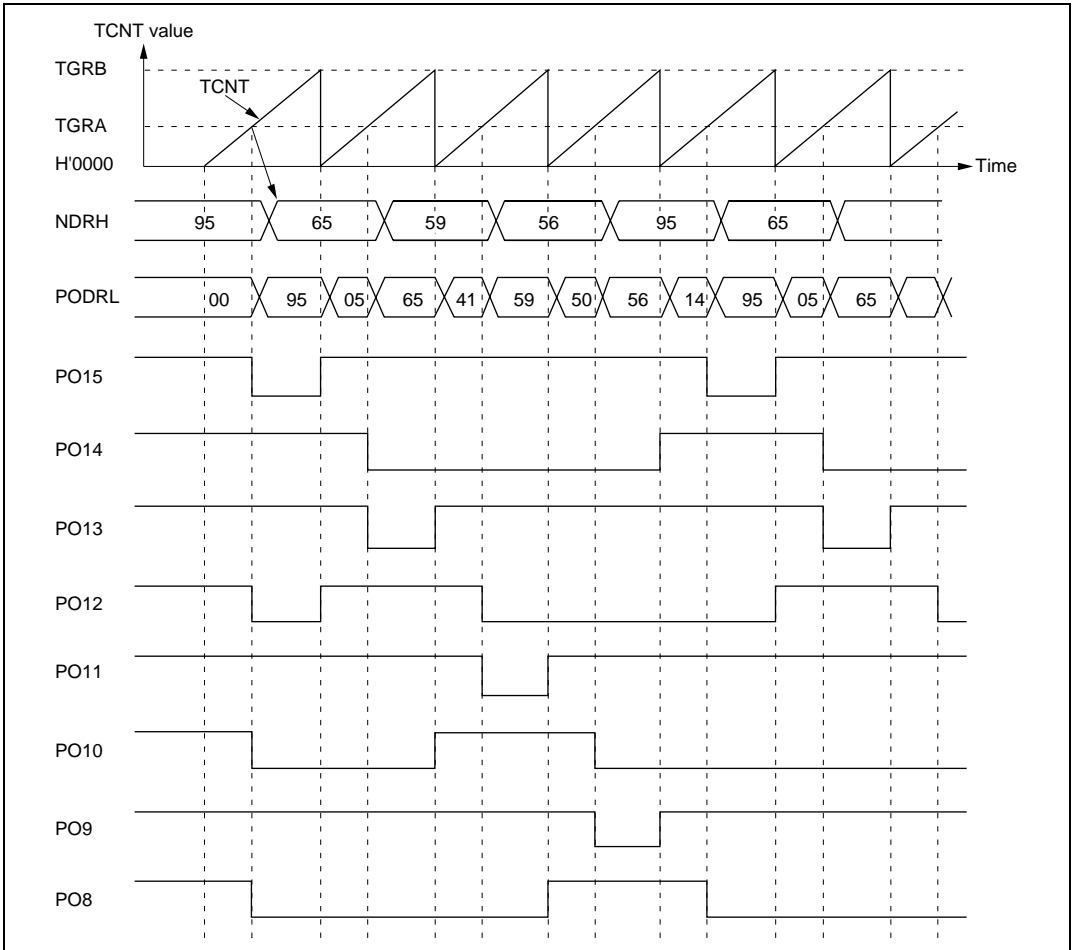 TCNT value
TGRB
TCNT
TGRA
H'0000
Time
NDRH 95 65 59 56 95 65
PODRL 00 95 05 65 41 59 50 56 14 95 05 65
PO15
PO14
PO13
PO12
PO11
PO10
PO9
PO8